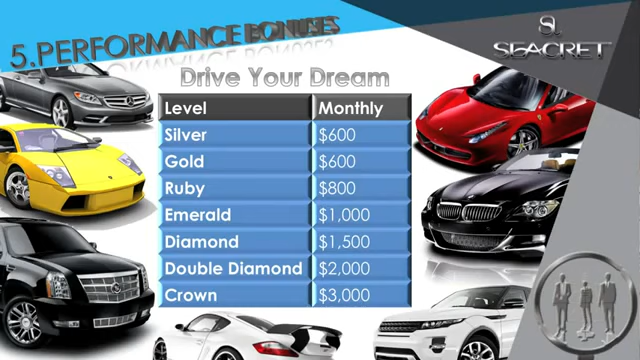 5.PERFORMANCE BONUSES
SEACRET
Drive Your Dream
Level Monthly
Silver $600
Gold $600
Ruby $800
Emerald $1,000
Diamond $1,500
Double Diamond $2,000
Crown $3,000